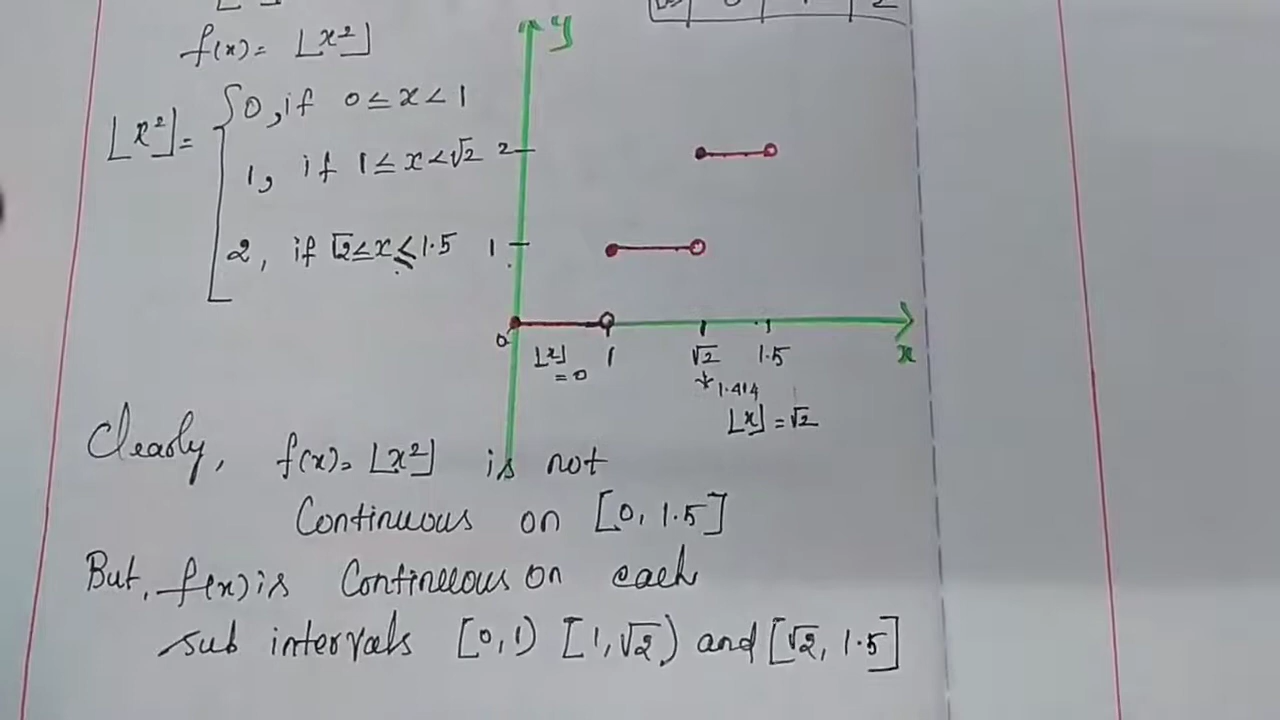 f(x) = ⌊x²⌋
⌊x²⌋ = { 0, if 0 ≤ x < 1
1, if 1 ≤ x < √2
2, if √2 ≤ x ≤ 1.5
y
2
1
0
⌊x⌋ = 0
1
√2
1.5
x
1.414
⌊x⌋ = √2
Clearly, f(x) = ⌊x²⌋ is not
Continuous on [0, 1.5]
But, f(x) is Continuous on each
sub intervals [0, 1) [1, √2) and [√2, 1.5]